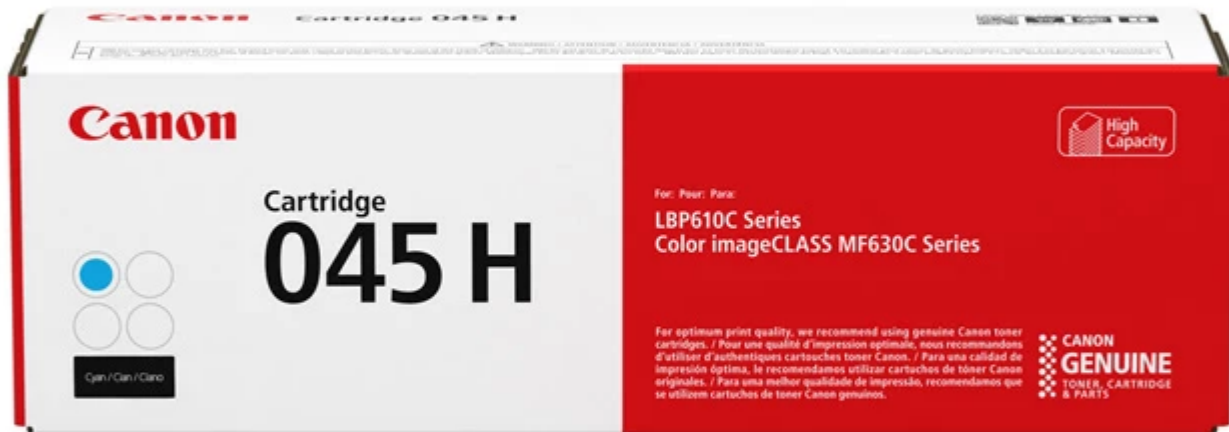 Canon Cartridge 045 H
Canon
Cartridge
045 H
Cyan / Cian / Ciano
High
Capacity
For: Pour: Para:
LBP610C Series
Color imageCLASS MF630C Series
For optimum print quality, we recommend using genuine Canon toner
cartridges. / Pour une qualité d'impression optimale, nous recommandons
d'utiliser d'authentiques cartouches toner Canon. / Para una calidad de
impresión óptima, le recomendamos utilizar cartuchos de tóner Canon
originales. / Para uma melhor qualidade de impressão, recomendamos que
se utilizem cartuchos de toner Canon genuínos.
CANON
GENUINE
TONER, CARTRIDGE
& PARTS